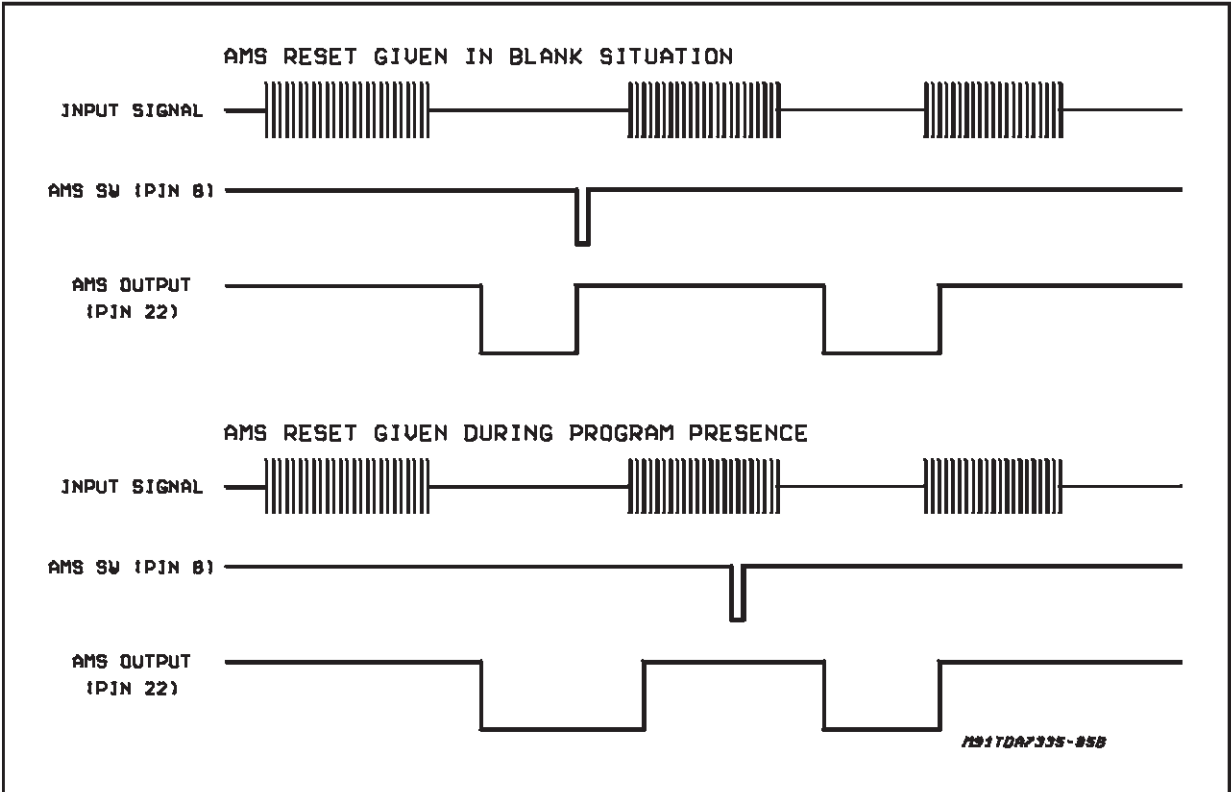 AMS RESET GIVEN IN BLANK SITUATION
INPUT SIGNAL
AMS SW (PIN 8)
AMS OUTPUT
(PIN 22)
AMS RESET GIVEN DURING PROGRAM PRESENCE
INPUT SIGNAL
AMS SW (PIN 8)
AMS OUTPUT
(PIN 22)
M91TDA7335-85B